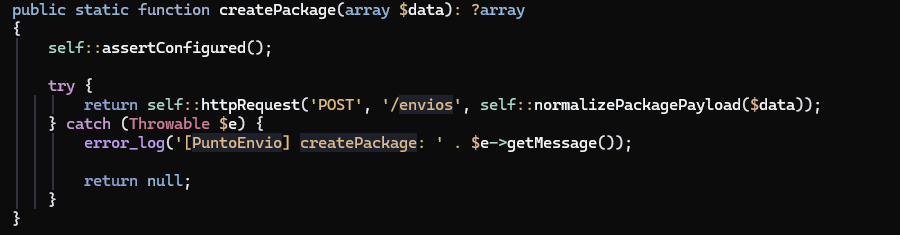 public static function createPackage(array $data): ?array
{
    self::assertConfigured();

    try {
        return self::httpRequest('POST', '/envios', self::normalizePackagePayload($data));
    } catch (Throwable $e) {
        error_log('[PuntoEnvio] createPackage: ' . $e->getMessage());

        return null;
    }
}